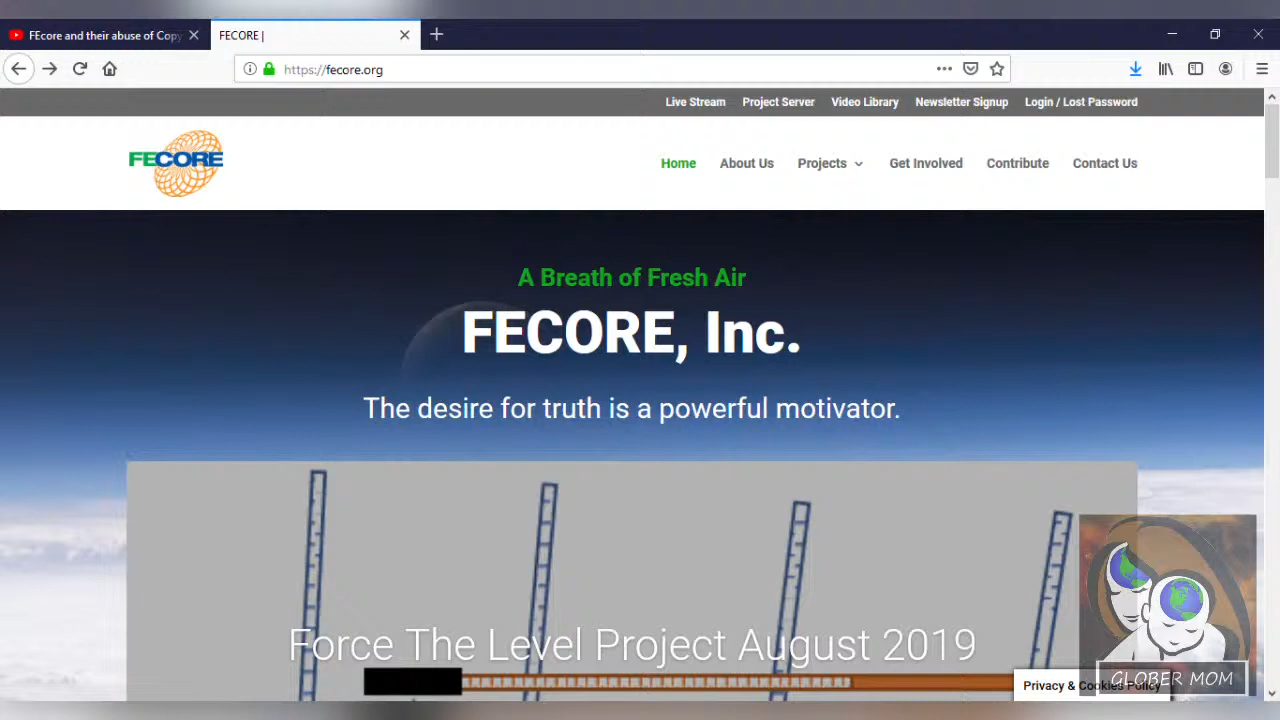 FEcore and their abuse of Copy
FECORE |
https://fecore.org
Live Stream Project Server Video Library Newsletter Signup Login / Lost Password
FECORE
Home About Us Projects Get Involved Contribute Contact Us
A Breath of Fresh Air
FECORE, Inc.
The desire for truth is a powerful motivator.
Force The Level Project August 2019
Privacy & Cookies Policy
GLOBER MOM